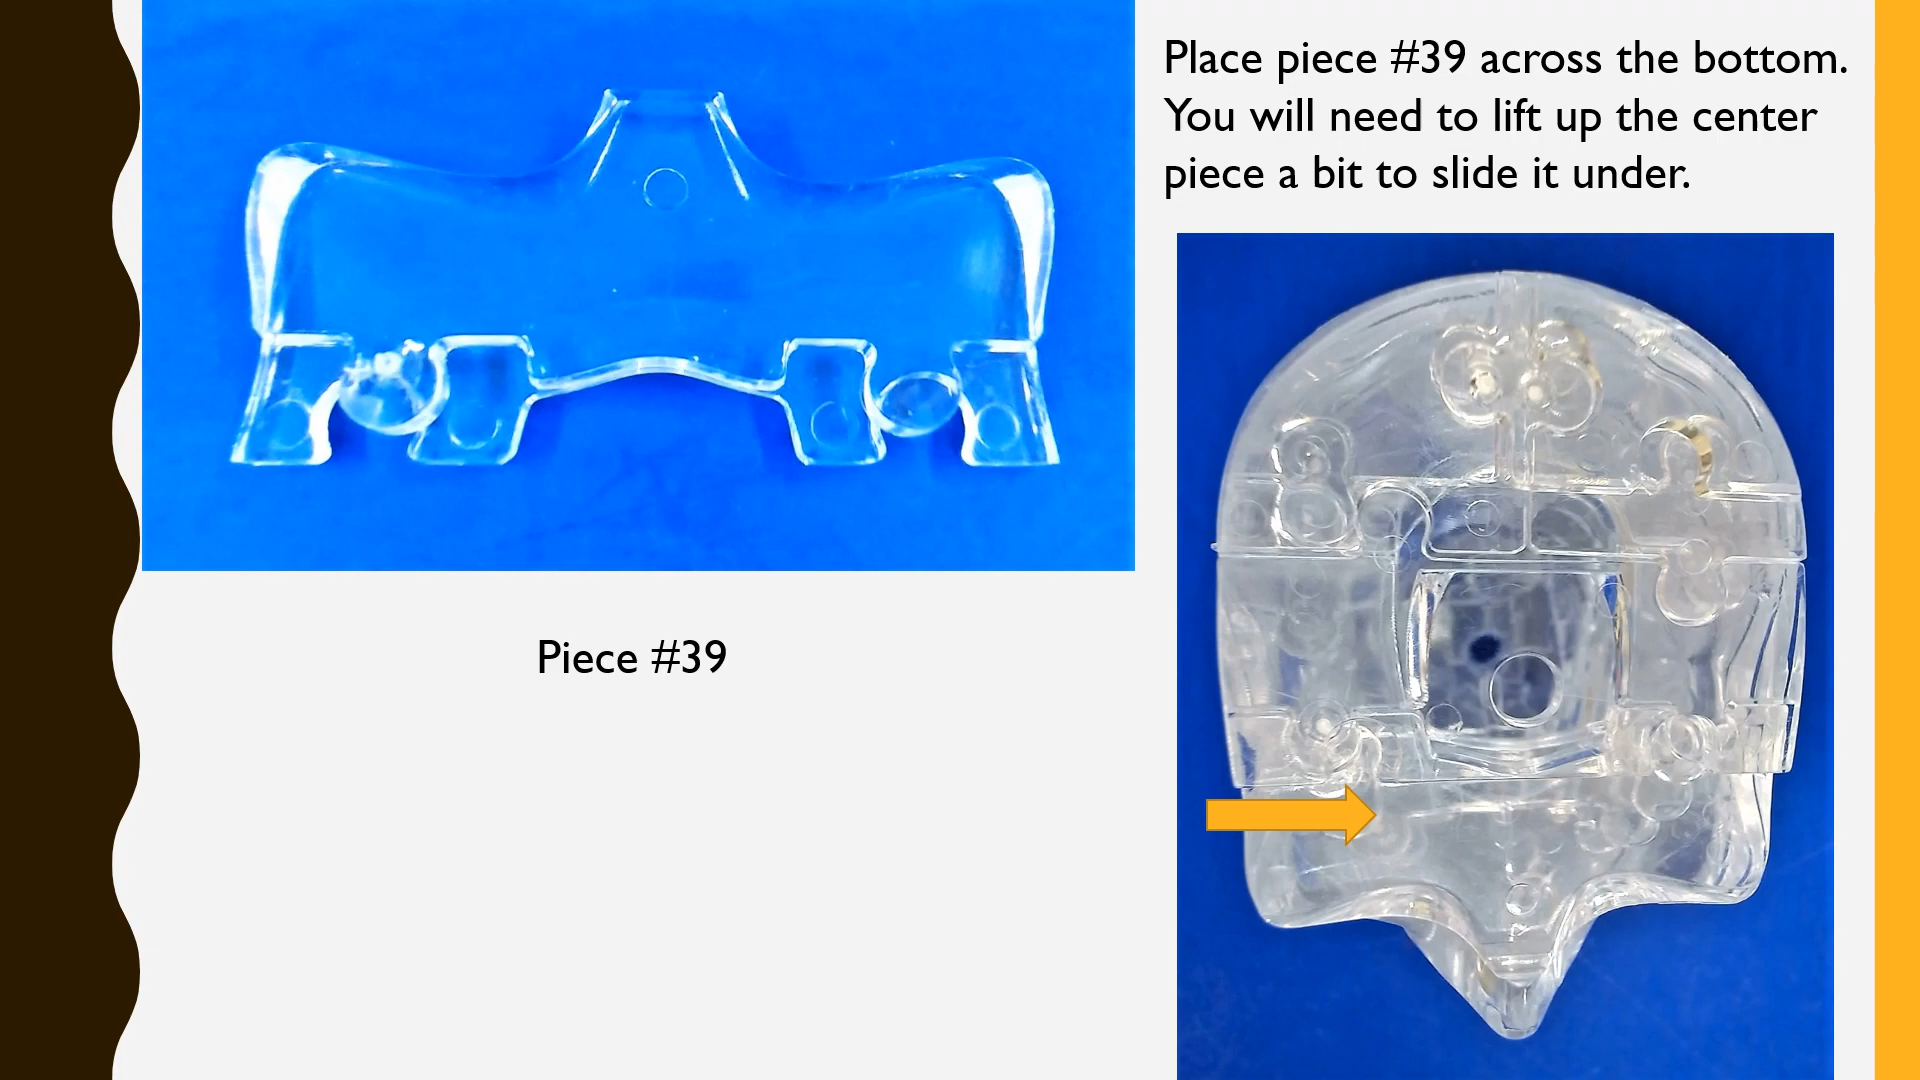 Place piece #39 across the bottom.
You will need to lift up the center
piece a bit to slide it under.
Piece #39